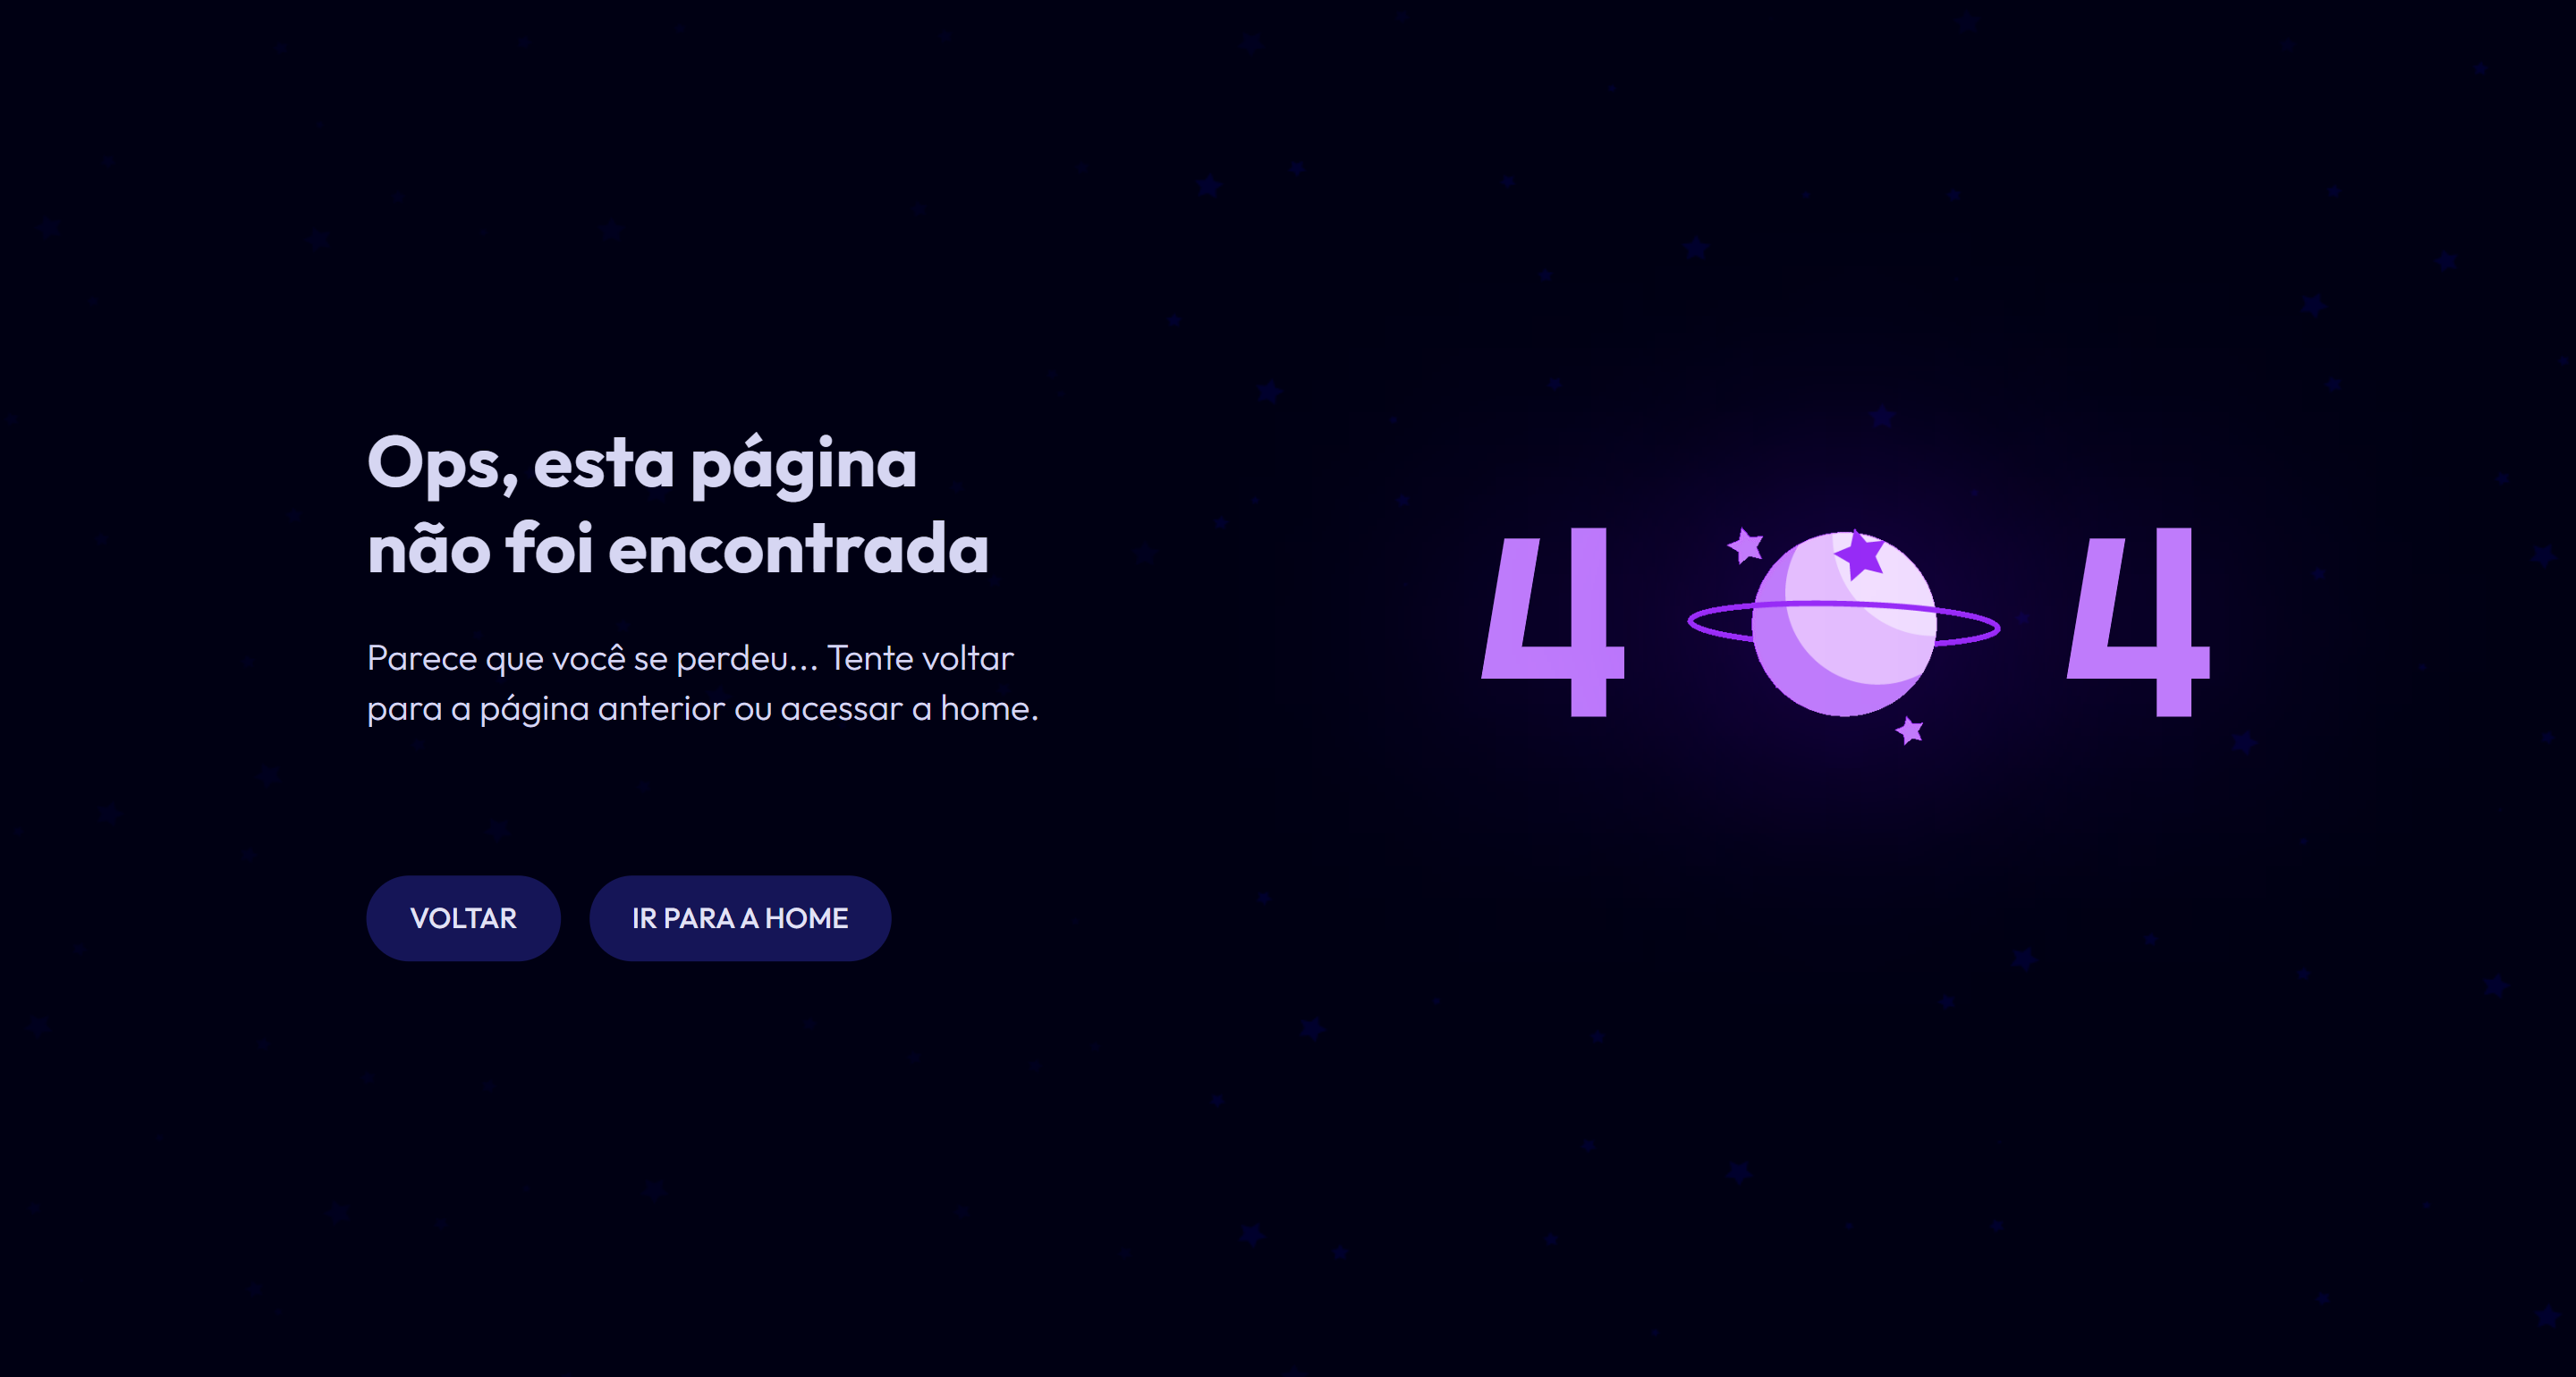 Ops, esta página
não foi encontrada
Parece que você se perdeu... Tente voltar
para a página anterior ou acessar a home.
VOLTAR
IR PARA A HOME
4 4